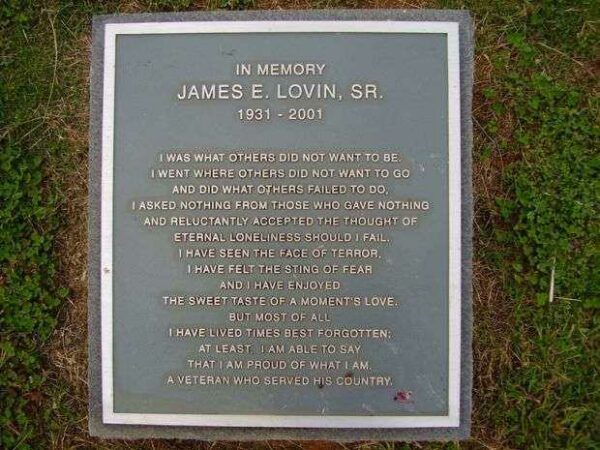 IN MEMORY
JAMES E. LOVIN, SR.
1931 - 2001
I WAS WHAT OTHERS DID NOT WANT TO BE.
I WENT WHERE OTHERS DID NOT WANT TO GO
AND DID WHAT OTHERS FAILED TO DO,
I ASKED NOTHING FROM THOSE WHO GAVE NOTHING
AND RELUCTANTLY ACCEPTED THE THOUGHT OF
ETERNAL LONELINESS SHOULD I FAIL.
I HAVE SEEN THE FACE OF TERROR.
I HAVE FELT THE STING OF FEAR
AND I HAVE ENJOYED
THE SWEET TASTE OF A MOMENT'S LOVE.
BUT MOST OF ALL
I HAVE LIVED TIMES BEST FORGOTTEN;
AT LEAST, I AM ABLE TO SAY
THAT I AM PROUD OF WHAT I AM.
A VETERAN WHO SERVED HIS COUNTRY.